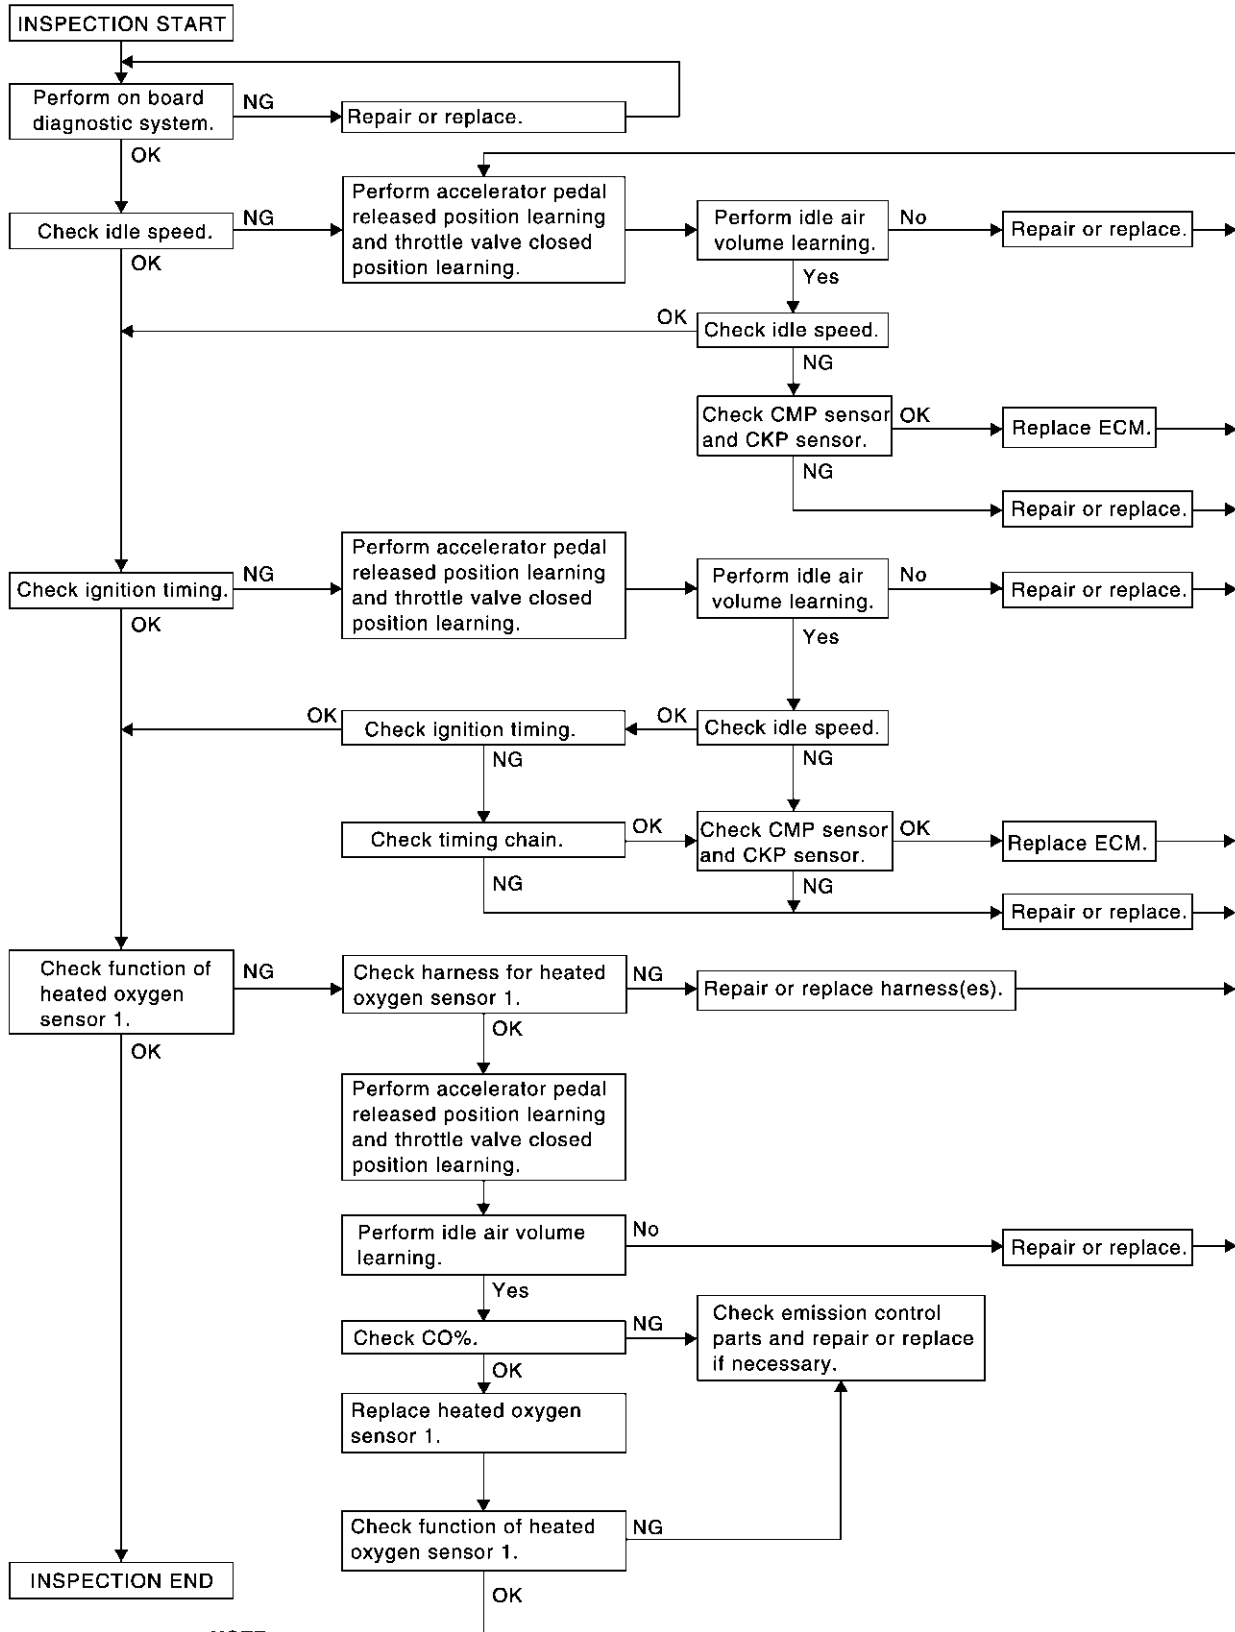 INSPECTION START
Perform on board
diagnostic system.
NG
Repair or replace.
OK
Check idle speed.
NG
Perform accelerator pedal
released position learning
and throttle valve closed
position learning.
Perform idle air
volume learning.
No
Repair or replace.
OK
Yes
OK
Check idle speed.
NG
Check CMP sensor
and CKP sensor.
OK
Replace ECM.
NG
Repair or replace.
Check ignition timing.
NG
Perform accelerator pedal
released position learning
and throttle valve closed
position learning.
Perform idle air
volume learning.
No
Repair or replace.
OK
Yes
OK
Check ignition timing.
OK
Check idle speed.
NG
NG
Check timing chain.
OK
Check CMP sensor
and CKP sensor.
OK
Replace ECM.
NG
NG
Repair or replace.
Check function of
heated oxygen
sensor 1.
NG
Check harness for heated
oxygen sensor 1.
NG
Repair or replace harness(es).
OK
OK
Perform accelerator pedal
released position learning
and throttle valve closed
position learning.
Perform idle air volume
learning.
No
Repair or replace.
Yes
Check CO%.
NG
Check emission control
parts and repair or replace
if necessary.
OK
Replace heated oxygen
sensor 1.
Check function of heated
oxygen sensor 1.
NG
INSPECTION END
OK